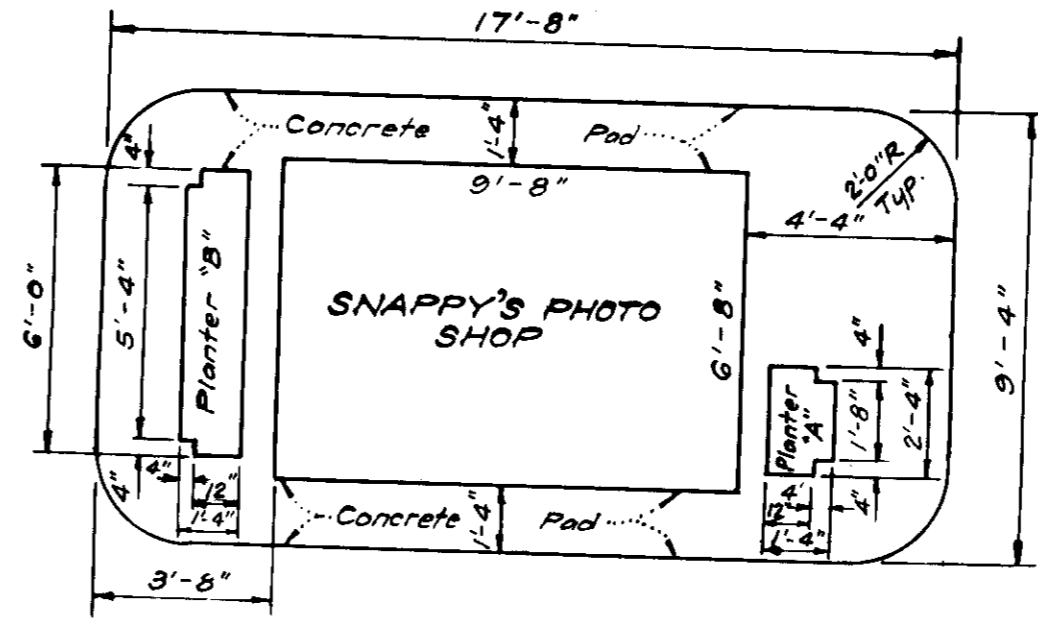 17'-8"
Concrete
1'-4"
Pad
4"
9'-8"
2'-0"R
TYP.
4'-4"
6'-0"
5'-4"
Planter "B"
SNAPPY'S PHOTO
SHOP
6'-8"
9'-4"
4"
Planter
"A"
1'-8"
2'-4"
4"
4"
12"
1'-4"
4'
12"
4"
1'-4"
Concrete
1'-4"
Pad
3'-8"